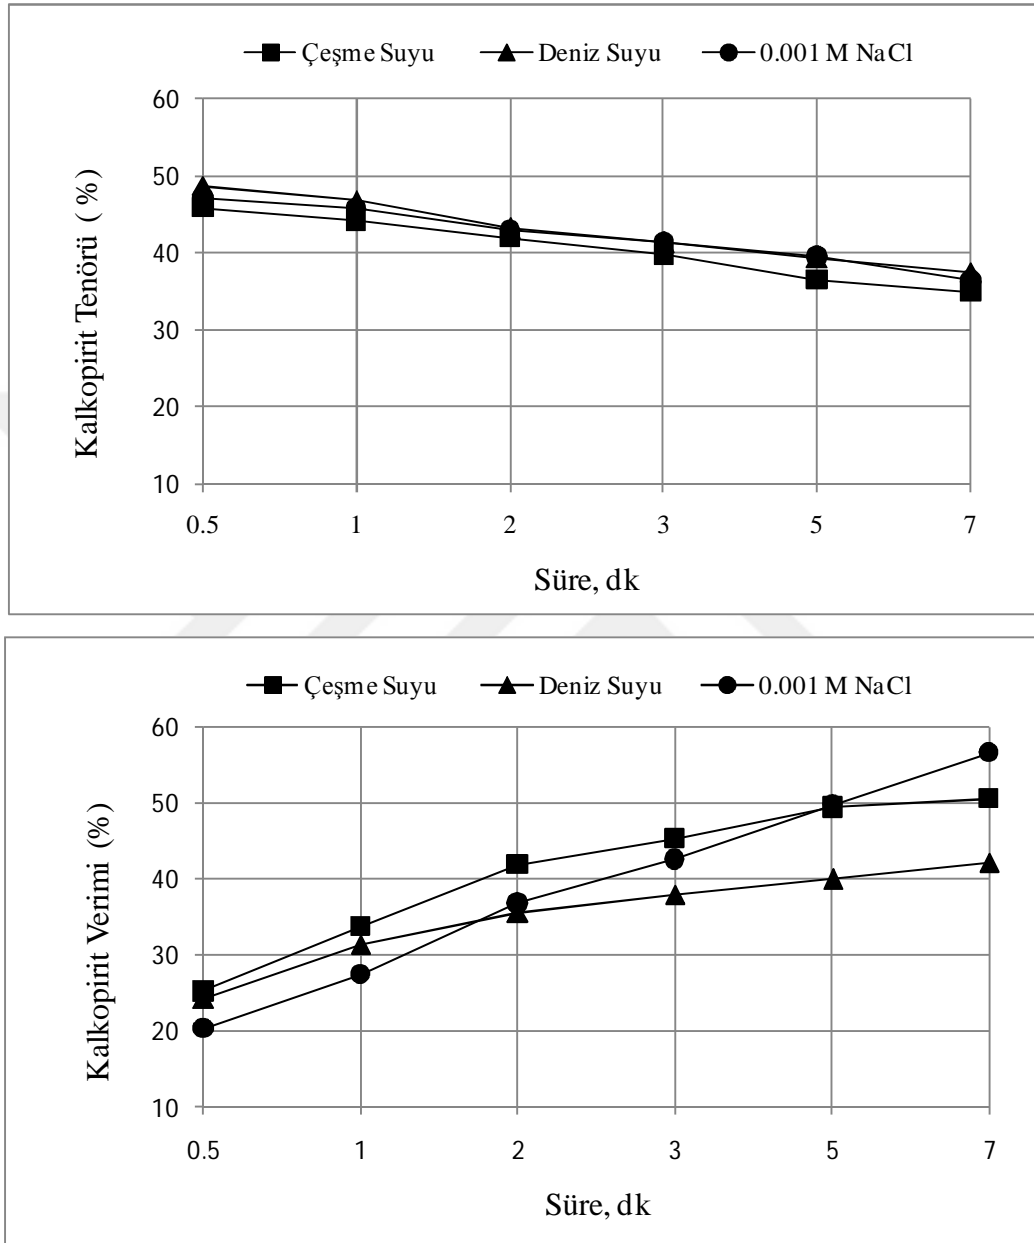 Çeşme Suyu Deniz Suyu 0.001 M NaCl
60
50
40
30
20
10
Kalkopirit Tenörü ( %)
0.5 1 2 3 5 7
Süre, dk
Çeşme Suyu Deniz Suyu 0.001 M NaCl
60
50
40
30
20
10
Kalkopirit Verimi (%)
0.5 1 2 3 5 7
Süre, dk